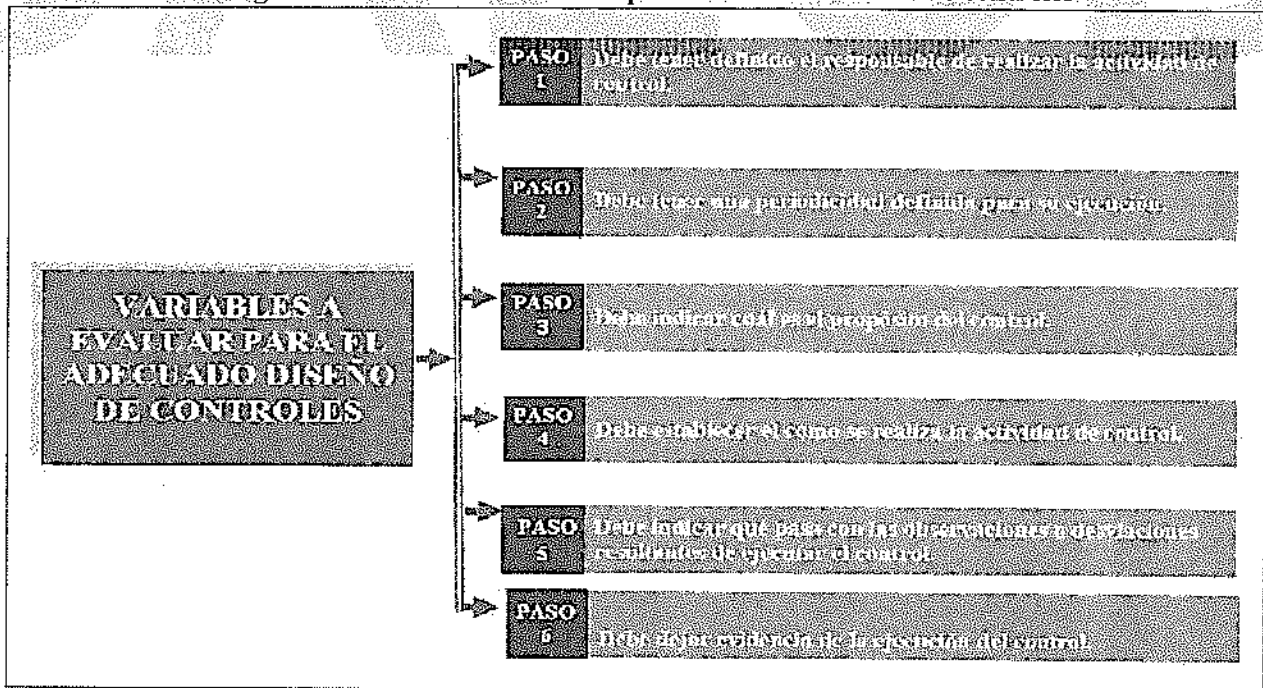 VARIABLES A
EVALUAR PARA EL
ADECUADO DISEÑO
DE CONTROLES
PASO
1
Debe tener definido el responsable de realizar la actividad de
control.
PASO
2
Debe tener una periodicidad definida para su ejecución.
PASO
3
Debe indicar cuál es el propósito del control.
PASO
4
Debe establecer el cómo se realiza la actividad de control.
PASO
5
Debe indicar qué pasa con las observaciones o desviaciones
resultantes de ejecutar el control.
PASO
6
Debe dejar evidencia de la ejecución del control.